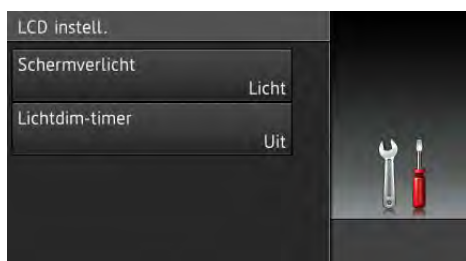 LCD instell.
Schermverlicht
Licht
Lichtdim-timer
Uit